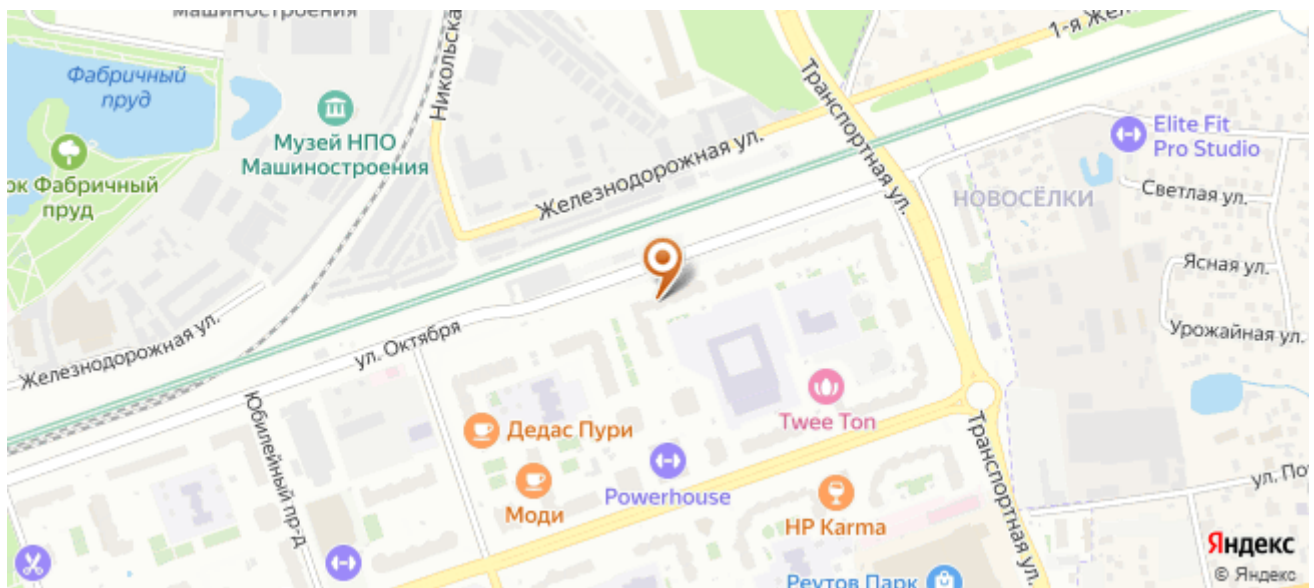 машиностроения
Фабричный
пруд
Никольска
1-я Жел
Транспортная ул.
Музей НПО
Машиностроения
Железнодорожная ул.
Elite Fit
Pro Studio
рк Фабричный
пруд
НОВОСЁЛКИ
Светлая ул.
Ясная ул.
Урожайная ул.
Железнодорожная ул.
ул. Октября
Юбилейный пр-д
Дедас Пури
Twee Ton
Моди
Powerhouse
HP Karma
Транспортная ул.
ул. По
Реутов Парк
Яндекс
© Яндекс